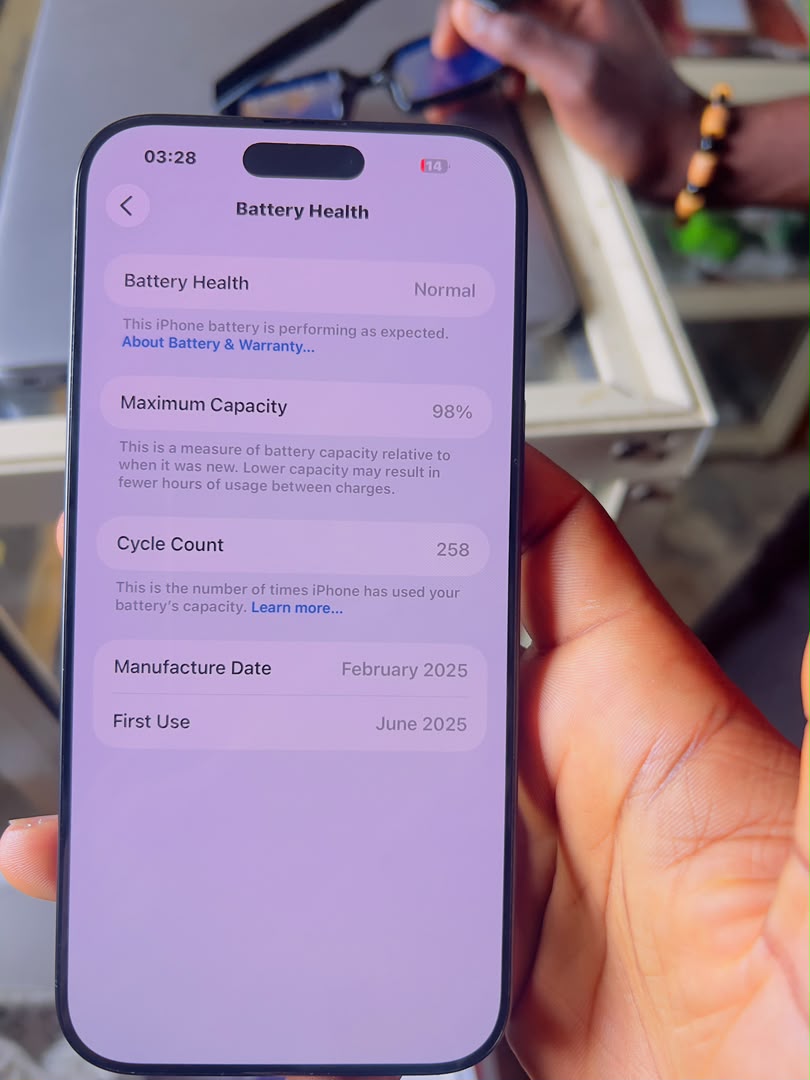 03:28
14
Battery Health
Battery Health Normal
This iPhone battery is performing as expected.
About Battery & Warranty...
Maximum Capacity 98%
This is a measure of battery capacity relative to
when it was new. Lower capacity may result in
fewer hours of usage between charges.
Cycle Count 258
This is the number of times iPhone has used your
battery's capacity. Learn more...
Manufacture Date February 2025
First Use June 2025